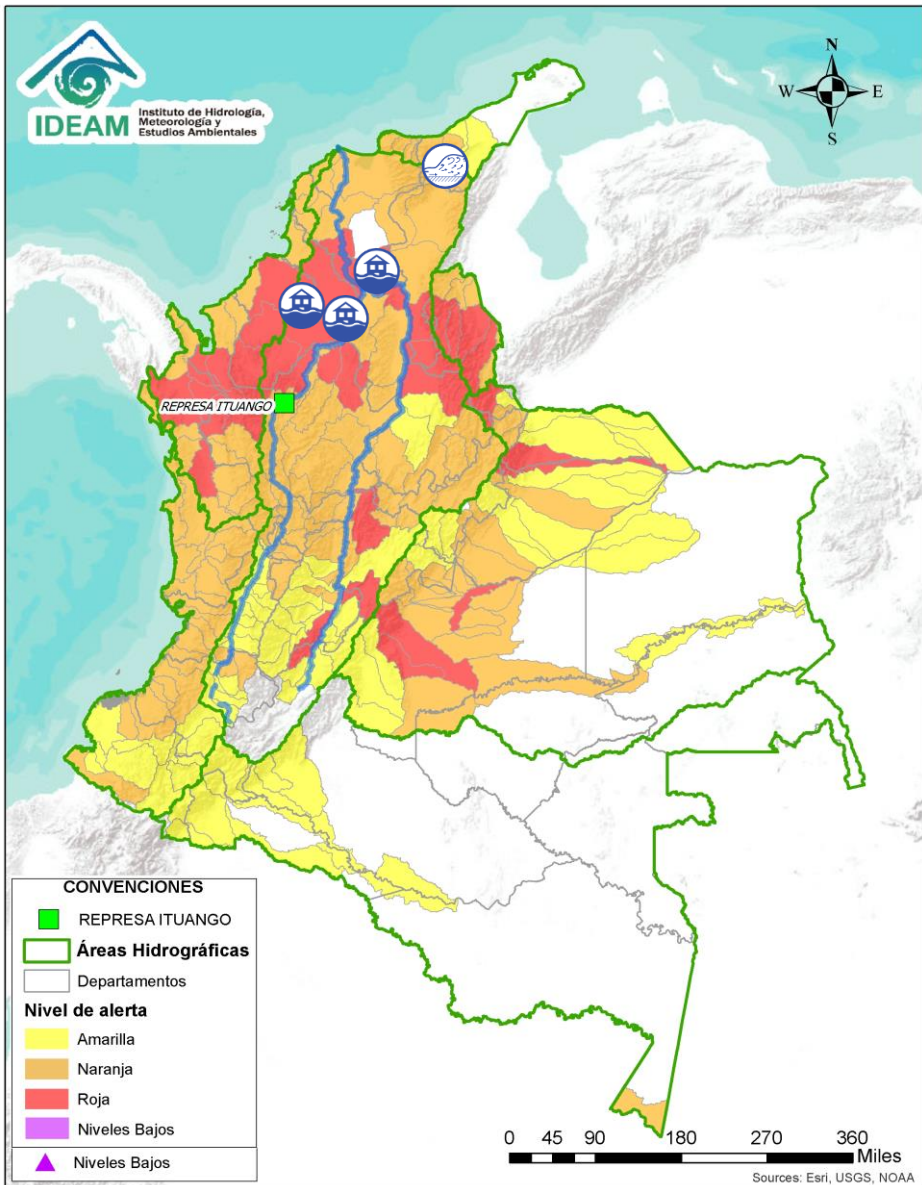 IDEAM
Instituto de Hidrología,
Meteorología y
Estudios Ambientales
N
W
E
S
REPRESA ITUANGO
CONVENCIONES
REPRESA ITUANGO
Áreas Hidrográficas
Departamentos
Nivel de alerta
Amarilla
Naranja
Roja
Niveles Bajos
Niveles Bajos
0 45 90 180 270 360
Miles
Sources: Esri, USGS, NOAA